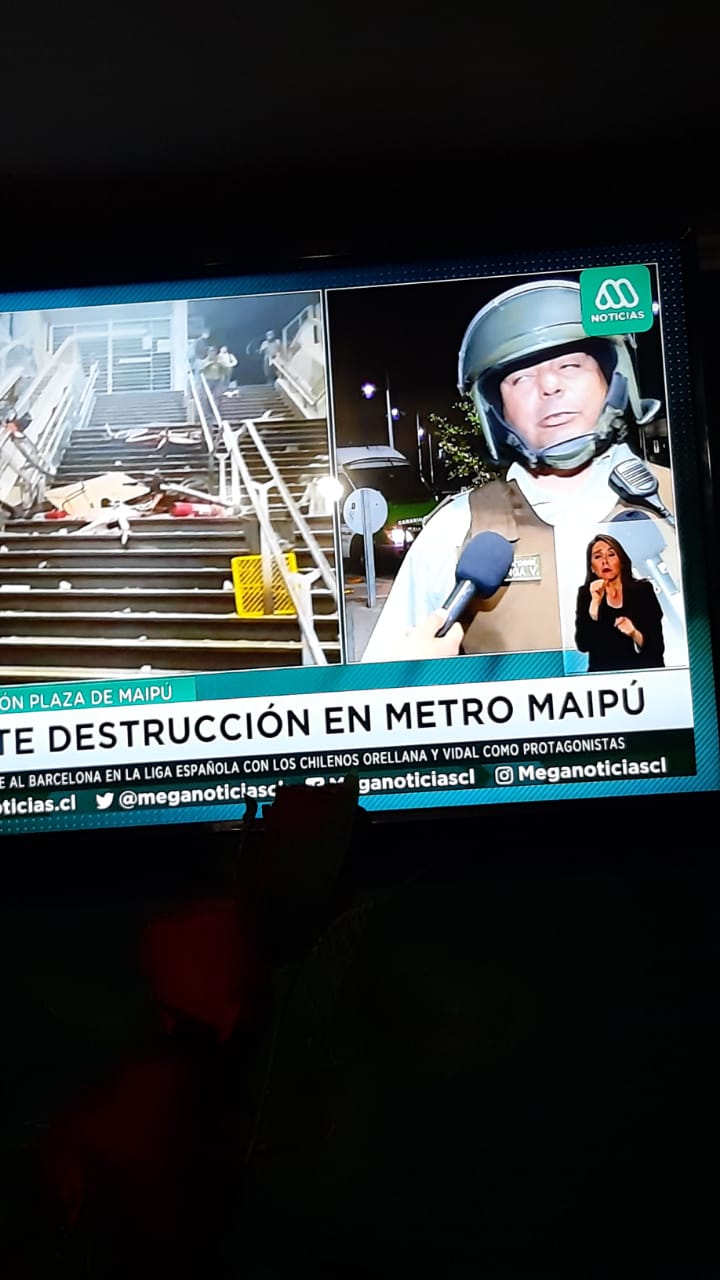 NOTICIAS
ÓN PLAZA DE MAIPÚ
TE DESTRUCCIÓN EN METRO MAIPÚ
E AL BARCELONA EN LA LIGA ESPAÑOLA CON LOS CHILENOS ORELLANA Y VIDAL COMO PROTAGONISTAS
oticias.cl @meganoticiascl ganoticiascl Meganoticiascl